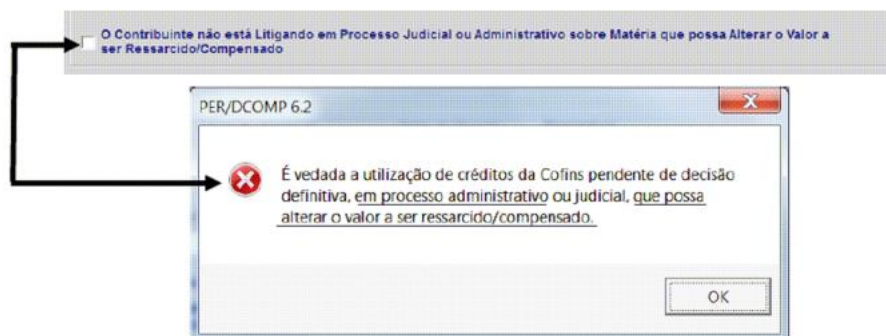 O Contribuinte não está Litigando em Processo Judicial ou Administrativo sobre Matéria que possa Alterar o Valor a
ser Ressarcido/Compensado
PER/DCOMP 6.2
É vedada a utilização de créditos da Cofins pendente de decisão
definitiva, em processo administrativo ou judicial, que possa
alterar o valor a ser ressarcido/compensado.
OK